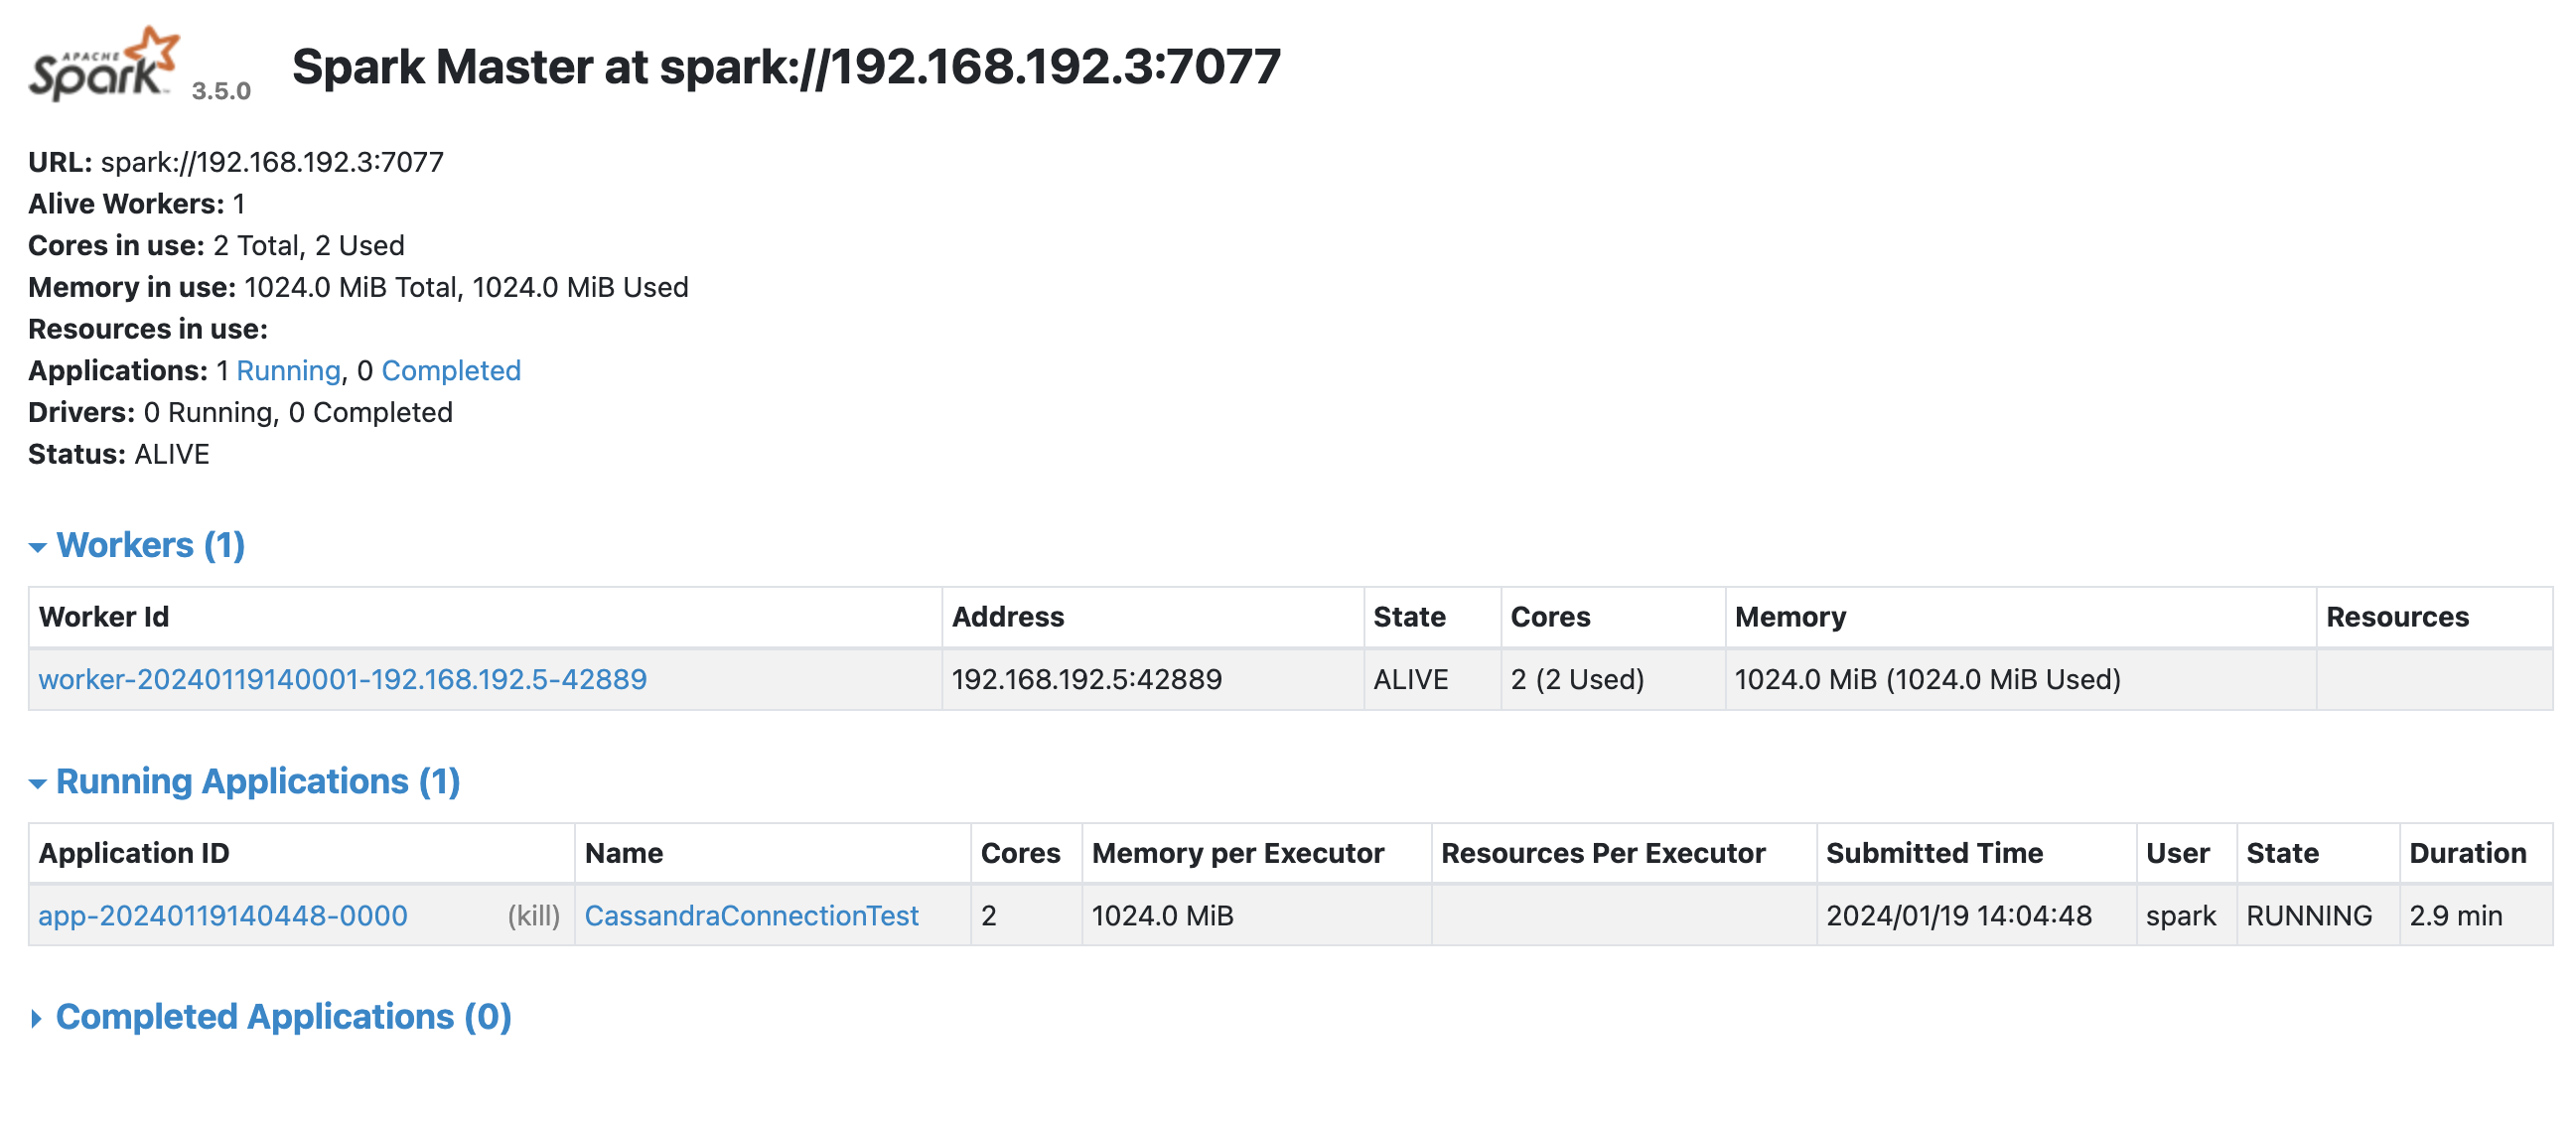 APACHE Spark 3.5.0 Spark Master at spark://192.168.192.3:7077
URL: spark://192.168.192.3:7077
Alive Workers: 1
Cores in use: 2 Total, 2 Used
Memory in use: 1024.0 MiB Total, 1024.0 MiB Used
Resources in use:
Applications: 1 Running, 0 Completed
Drivers: 0 Running, 0 Completed
Status: ALIVE
Workers (1)
Worker Id Address State Cores Memory Resources
worker-20240119140001-192.168.192.5-42889 192.168.192.5:42889 ALIVE 2 (2 Used) 1024.0 MiB (1024.0 MiB Used)
Running Applications (1)
Application ID Name Cores Memory per Executor Resources Per Executor Submitted Time User State Duration
app-20240119140448-0000 (kill) CassandraConnectionTest 2 1024.0 MiB 2024/01/19 14:04:48 spark RUNNING 2.9 min
Completed Applications (0)